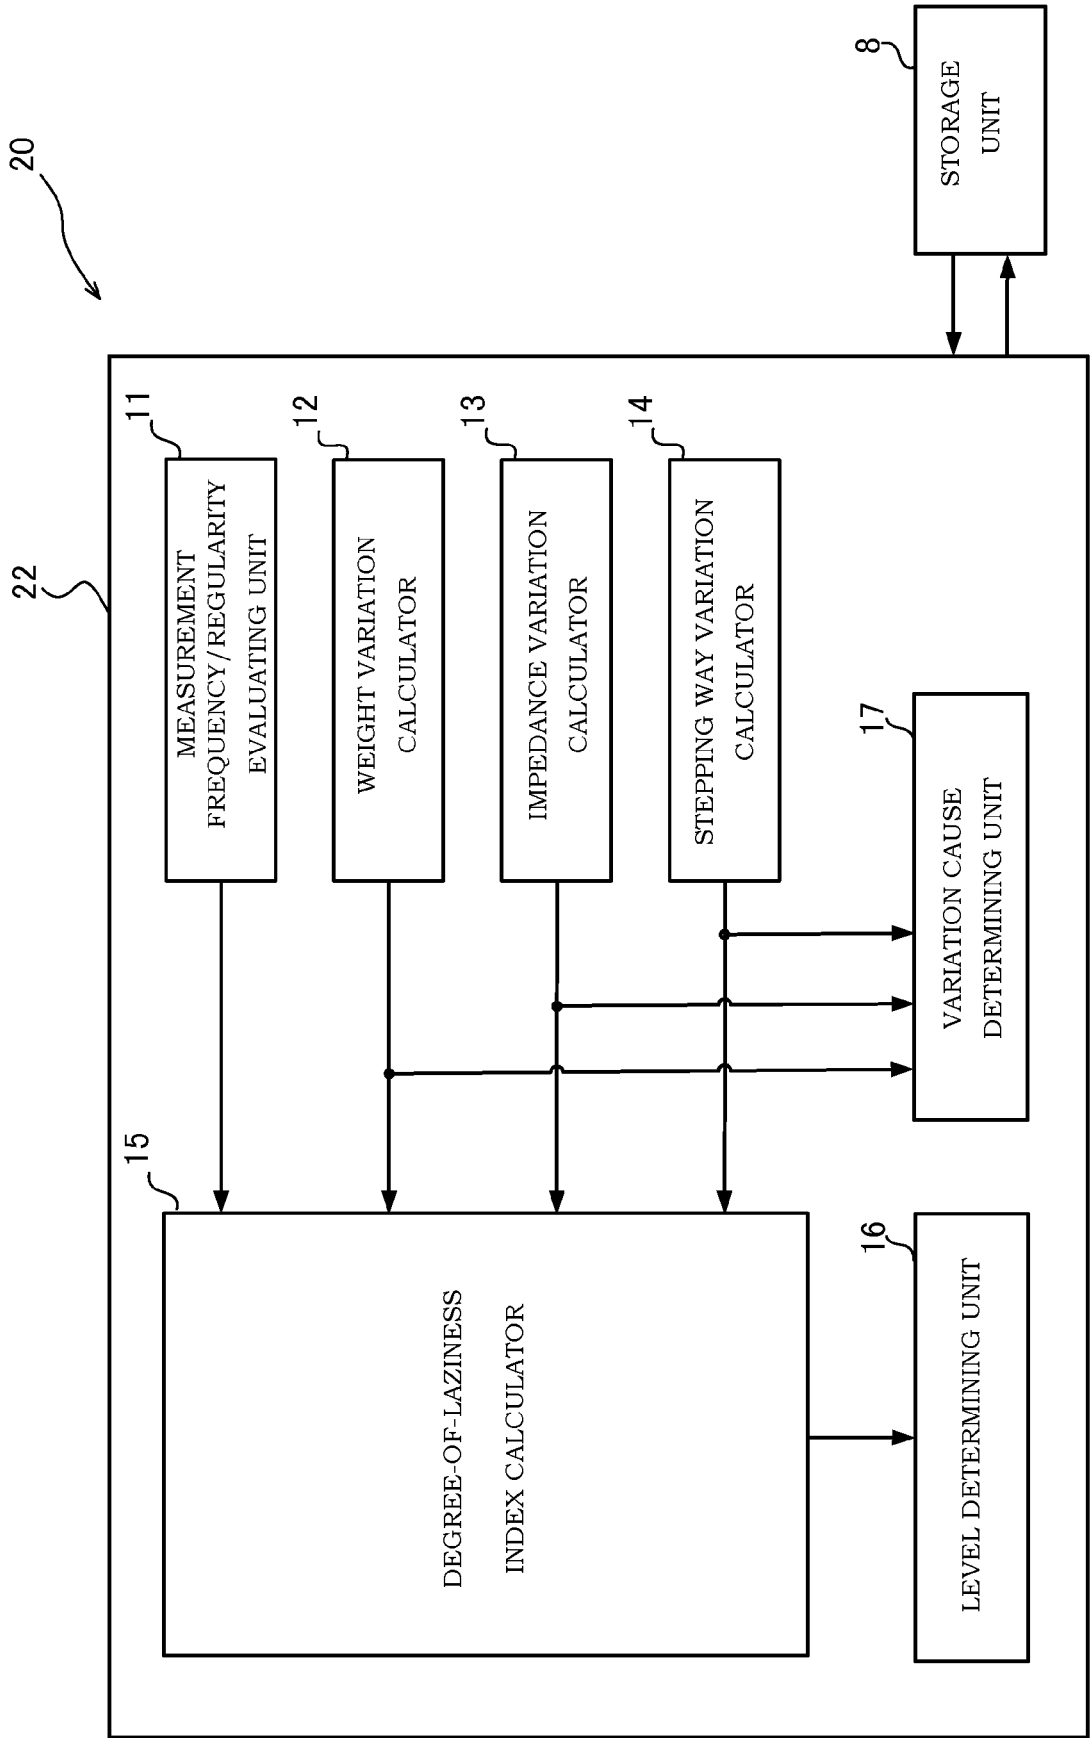 20
22
8
STORAGE
UNIT
11
MEASUREMENT
FREQUENCY/REGULARITY
EVALUATING UNIT
12
WEIGHT VARIATION
CALCULATOR
13
IMPEDANCE VARIATION
CALCULATOR
14
STEPPING WAY VARIATION
CALCULATOR
15
DEGREE-OF-LAZINESS
INDEX CALCULATOR
17
VARIATION CAUSE
DETERMINING UNIT
16
LEVEL DETERMINING UNIT